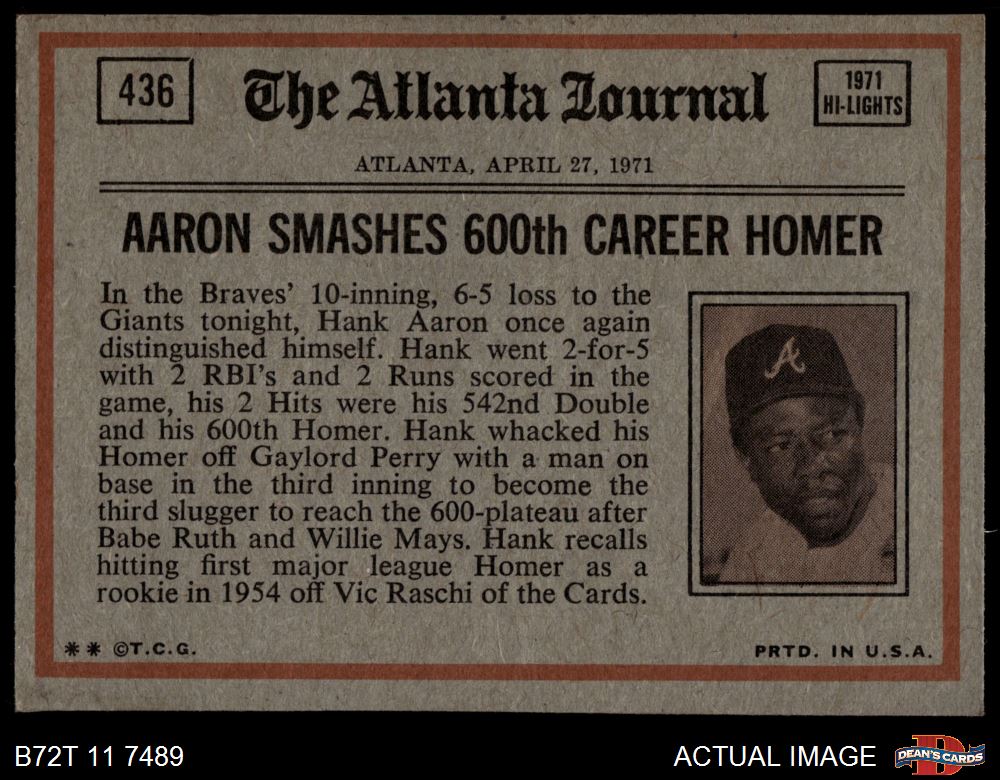 436
The Atlanta Journal
1971
HI-LIGHTS
ATLANTA, APRIL 27, 1971
AARON SMASHES 600th CAREER HOMER
In the Braves' 10-inning, 6-5 loss to the
Giants tonight, Hank Aaron once again
distinguished himself. Hank went 2-for-5
with 2 RBI's and 2 Runs scored in the
game, his 2 Hits were his 542nd Double
and his 600th Homer. Hank whacked his
Homer off Gaylord Perry with a man on
base in the third inning to become the
third slugger to reach the 600-plateau after
Babe Ruth and Willie Mays. Hank recalls
hitting first major league Homer as a
rookie in 1954 off Vic Raschi of the Cards.
A
** ©T.C.G.
PRTD. IN U.S.A.
B72T 11 7489
ACTUAL IMAGE
D
DEAN'S CARDS